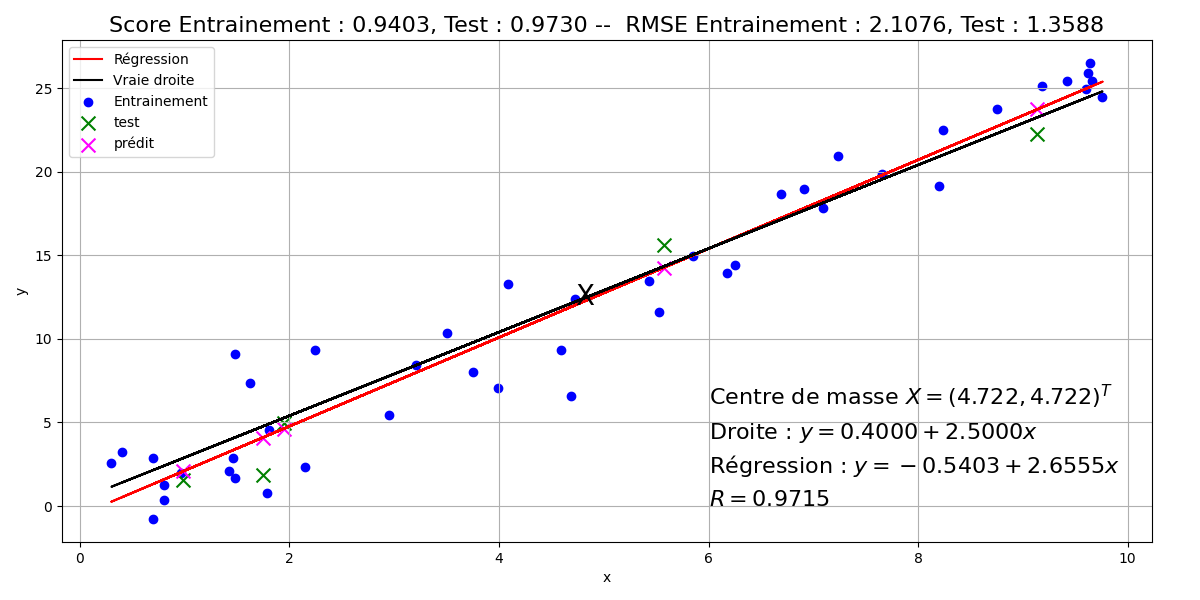 Score Entrainement : 0.9403, Test : 0.9730 --  RMSE Entrainement : 2.1076, Test : 1.3588
Régression
Vraie droite
Entrainement
test
prédit
25
20
15
10
5
0
y
X
Centre de masse X = (4.722, 4.722)^T
Droite : y = 0.4000 + 2.5000x
Régression : y = −0.5403 + 2.6555x
R = 0.9715
0 2 4 6 8 10
x